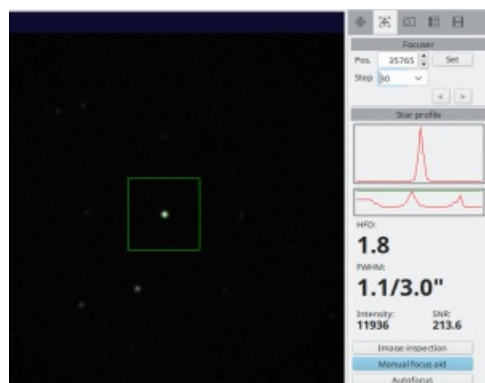 Focuser
Pos. 35765 Set
Step 30
< >
Star profile
HFD:
1.8
FWHM:
1.1/3.0"
Intensity: SNR:
11936 213.6
Image inspection
Manual focus aid
Autofocus